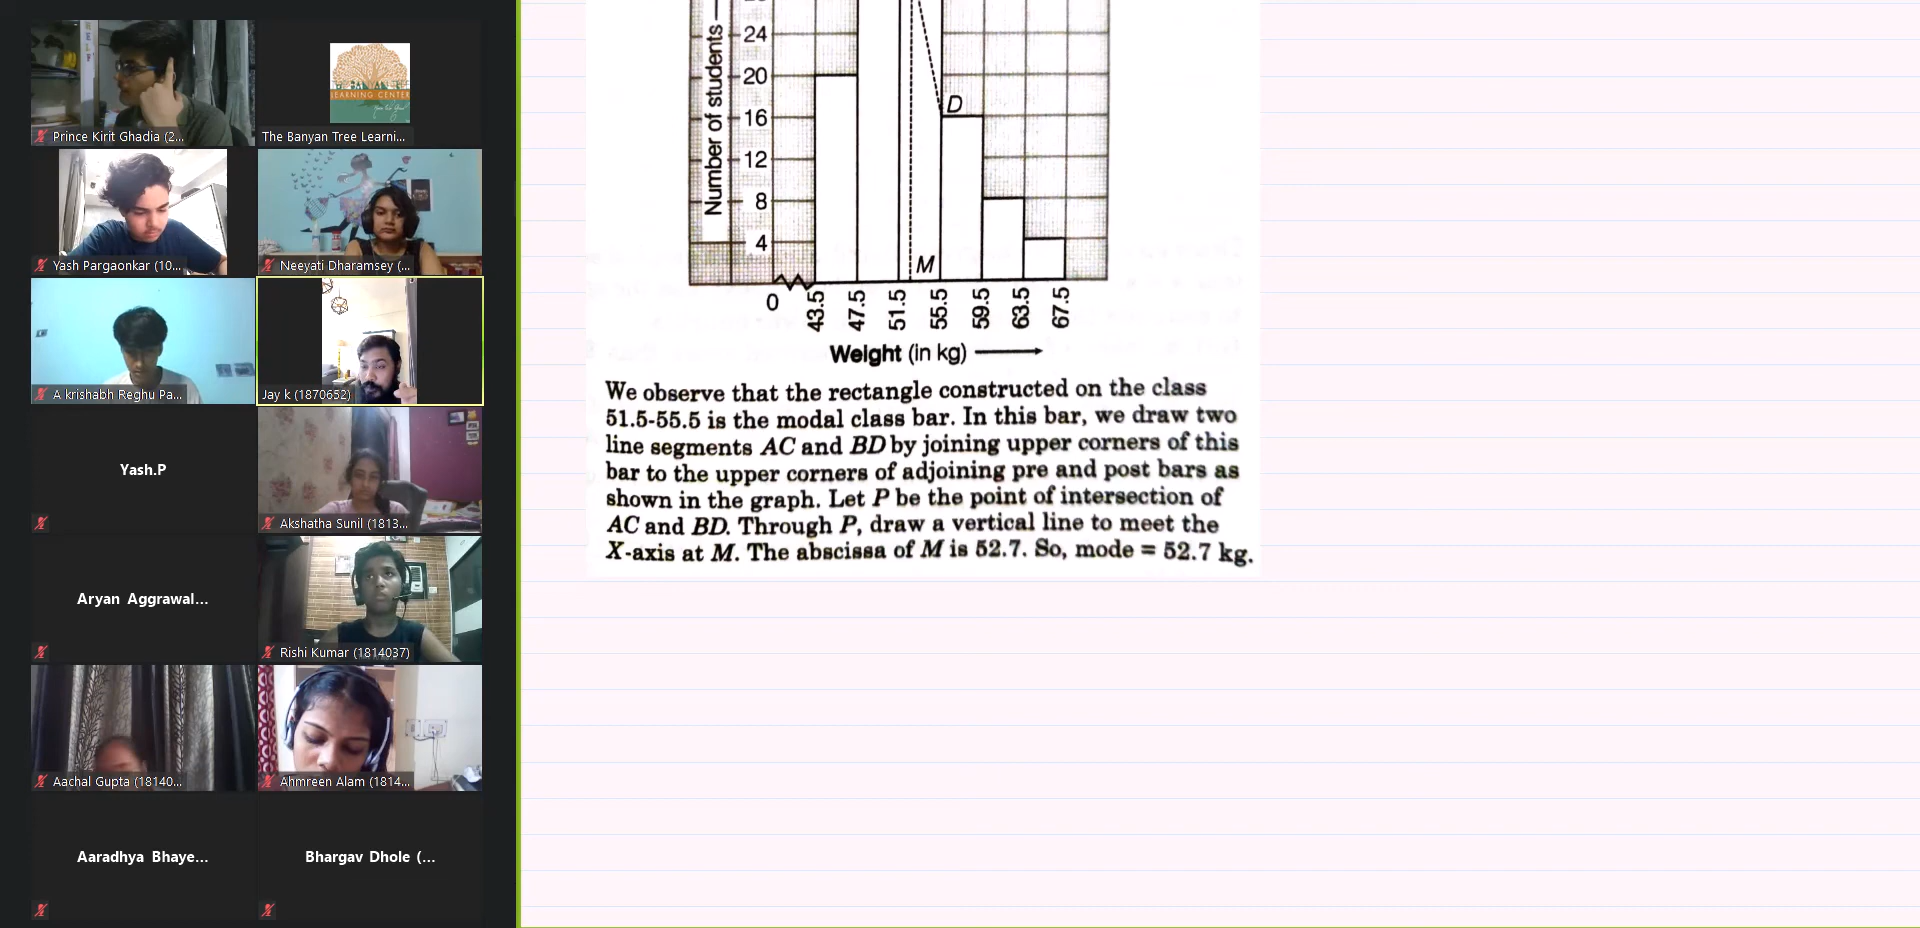 Prince Kirit Ghadia (2...
LEARNING CENTER
The Banyan Tree Learni...
Yash Pargaonkar (10...
Neeyati Dharamsey (...
A krishabh Reghu Pa...
Jay k (1870652)
Yash.P
Akshatha Sunil (1813...
Aryan Aggrawal...
Rishi Kumar (1814037)
Aachal Gupta (18140...
Ahmreen Alam (1814...
Aaradhya Bhaye...
Bhargav Dhole (...
Number of students
24
20
16
12
8
4
0
D
M
43.5
47.5
51.5
55.5
59.5
63.5
67.5
Weight (in kg)
We observe that the rectangle constructed on the class
51.5-55.5 is the modal class bar. In this bar, we draw two
line segments AC and BD by joining upper corners of this
bar to the upper corners of adjoining pre and post bars as
shown in the graph. Let P be the point of intersection of
AC and BD. Through P, draw a vertical line to meet the
X-axis at M. The abscissa of M is 52.7. So, mode = 52.7 kg.